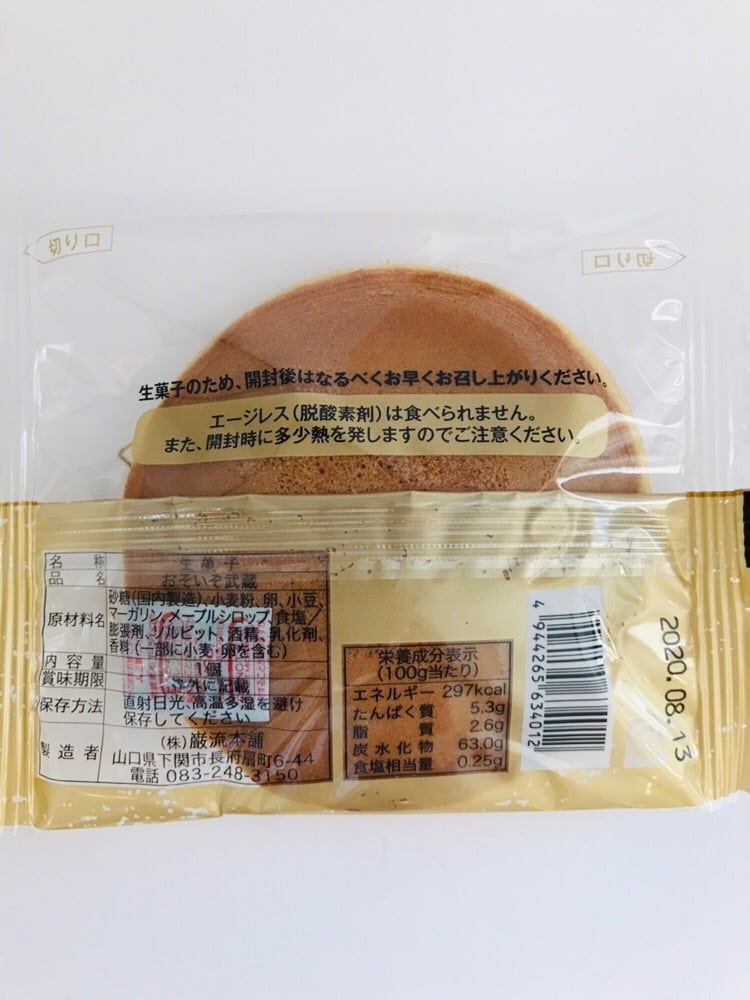 切り口
切り口
生菓子のため、開封後はなるべくお早くお召し上がりください。
エージレス(脱酸素剤)は食べられません。
また、開封時に多少熱を発しますのでご注意ください。
名称 生菓子
品名 おそいぞ武蔵
原材料名 砂糖(国内製造)、小麦粉、卵、小豆、
マーガリン、メープルシロップ、食塩/
膨張剤、ソルビット、酒精、乳化剤、
香料(一部に小麦・卵を含む)
内容量 1個
賞味期限 枠外に記載
保存方法 直射日光、高温多湿を避け
保存してください
製造者 (株)巌流本舗
山口県下関市長府扇町6-44
電話 083-248-3150
栄養成分表示
(100g当たり)
エネルギー 297kcal
たんぱく質 5.3g
脂質 2.6g
炭水化物 63.0g
食塩相当量 0.25g
4 944265 634012
2020.08.13